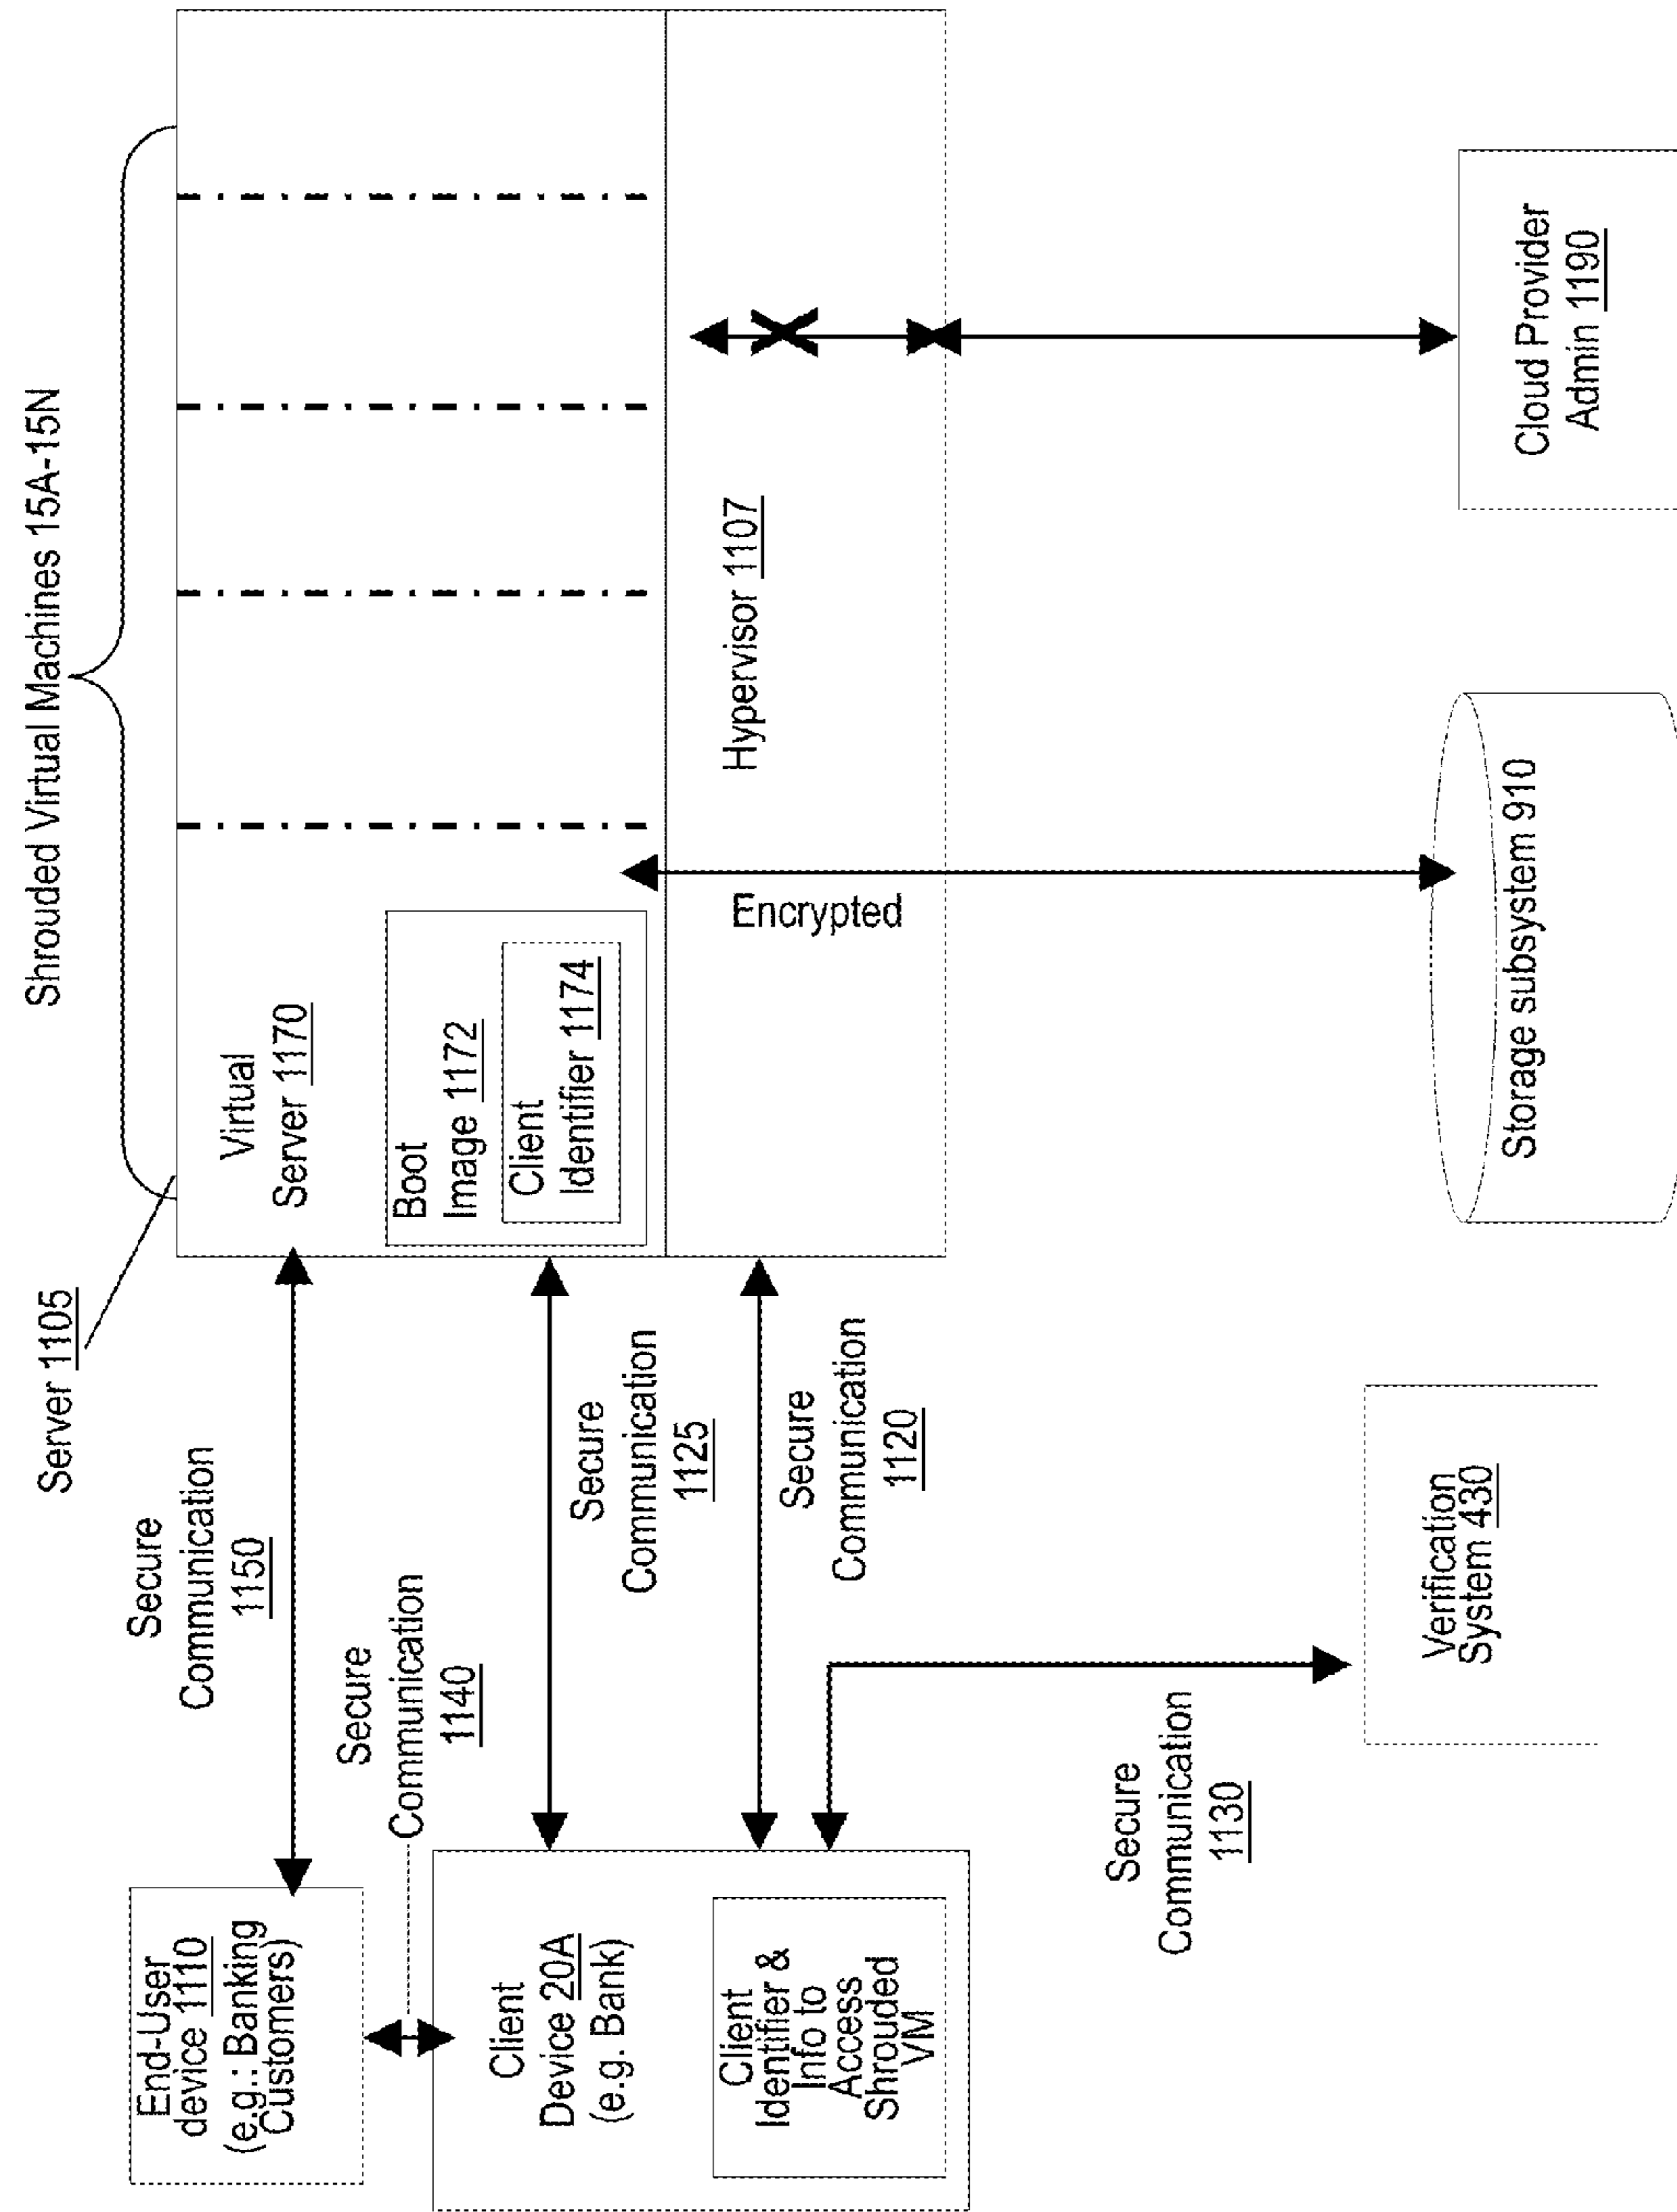 Shrouded Virtual Machines 15A-15N
Server 1105
End-User
device 1110
(e.g.: Banking
Customers)
Secure
Communication
1150
Virtual
Server 1170
Secure
Communication
1140
Boot
Image 1172
Client
Identifier 1174
Client
Device 20A
(e.g. Bank)
Secure
Communication
1125
Client
Identifier &
Info to
Access
Shrouded
VM
Secure
Communication
1120
Encrypted
Hypervisor 1107
Secure
Communication
1130
Verification
System 430
Storage subsystem 910
Cloud Provider
Admin 1190